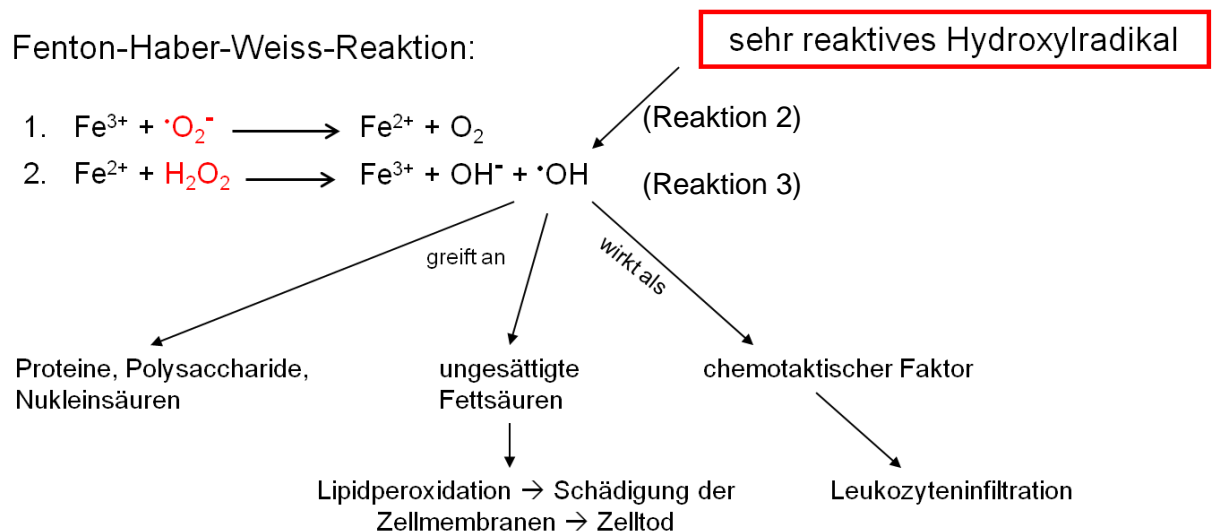 Fenton-Haber-Weiss-Reaktion:
sehr reaktives Hydroxylradikal
1. Fe³⁺ + ·O₂⁻ ⟶ Fe²⁺ + O₂
(Reaktion 2)
2. Fe²⁺ + H₂O₂ ⟶ Fe³⁺ + OH⁻ + ·OH
(Reaktion 3)
greift an
wirkt als
Proteine, Polysaccharide,
Nukleinsäuren
ungesättigte
Fettsäuren
chemotaktischer Faktor
Lipidperoxidation → Schädigung der
Zellmembranen → Zelltod
Leukozyteninfiltration